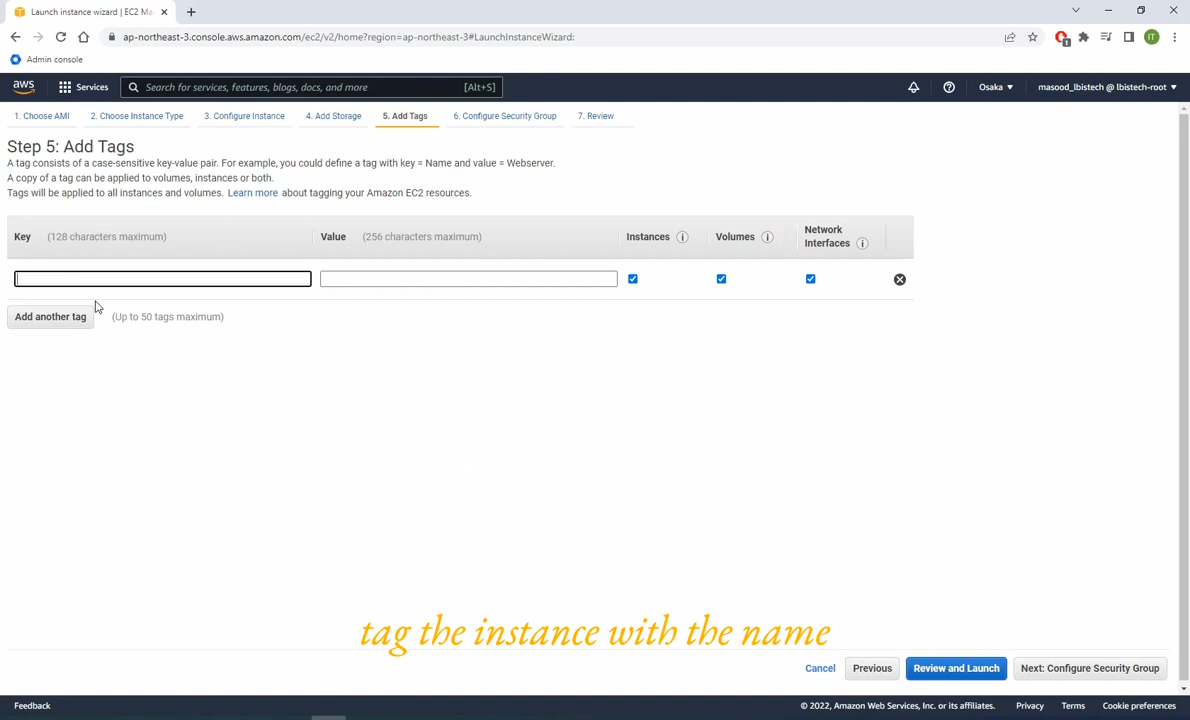 Launch instance wizard | EC2 Ma
ap-northeast-3.console.aws.amazon.com/ec2/v2/home?region=ap-northeast-3#LaunchInstanceWizard:
1
IT
Admin console
aws
Services
Search for services, features, blogs, docs, and more
[Alt+S]
Osaka
masood_lbistech @ lbistech-root
1. Choose AMI
2. Choose Instance Type
3. Configure Instance
4. Add Storage
5. Add Tags
6. Configure Security Group
7. Review
Step 5: Add Tags
A tag consists of a case-sensitive key-value pair. For example, you could define a tag with key = Name and value = Webserver.
A copy of a tag can be applied to volumes, instances or both.
Tags will be applied to all instances and volumes. Learn more about tagging your Amazon EC2 resources.
Key (128 characters maximum)
Value (256 characters maximum)
Instances
Volumes
Network
Interfaces
Add another tag
(Up to 50 tags maximum)
tag the instance with the name
Cancel
Previous
Review and Launch
Next: Configure Security Group
Feedback
© 2022, Amazon Web Services, Inc. or its affiliates.
Privacy
Terms
Cookie preferences